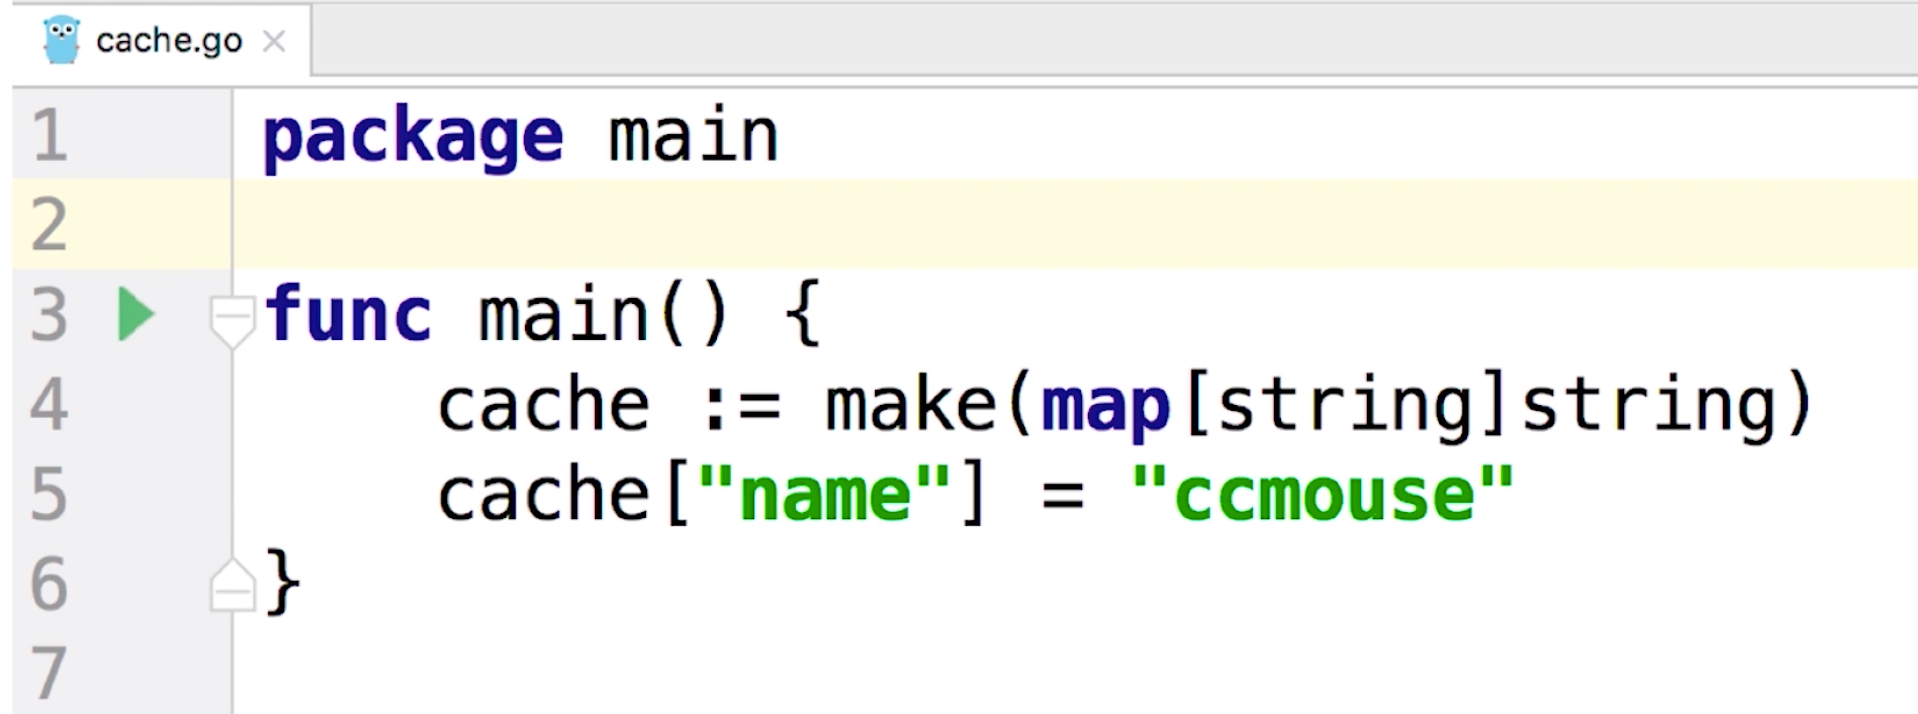 cache.go
1 package main
2
3 func main() {
4     cache := make(map[string]string)
5     cache["name"] = "ccmouse"
6 }
7